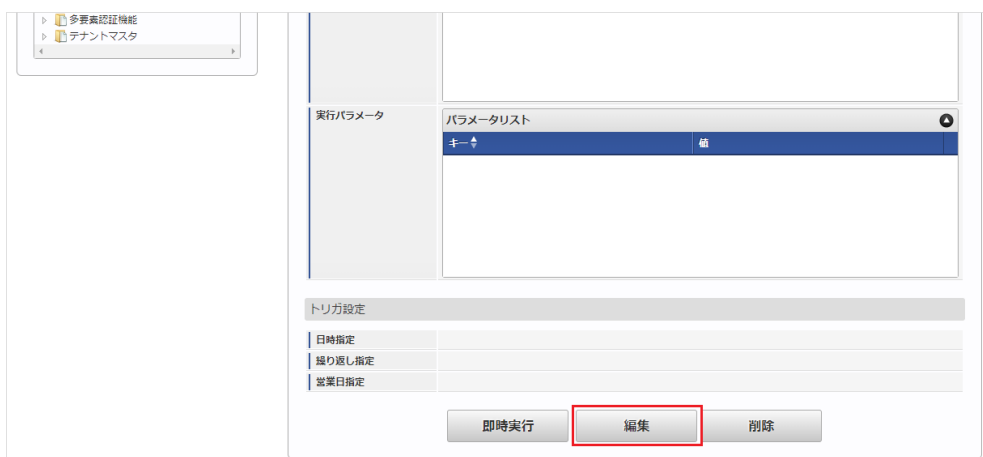 多要素認証機能
テナントマスタ
実行パラメータ
パラメータリスト
キー
値
トリガ設定
日時指定
繰り返し指定
営業日指定
即時実行
編集
削除